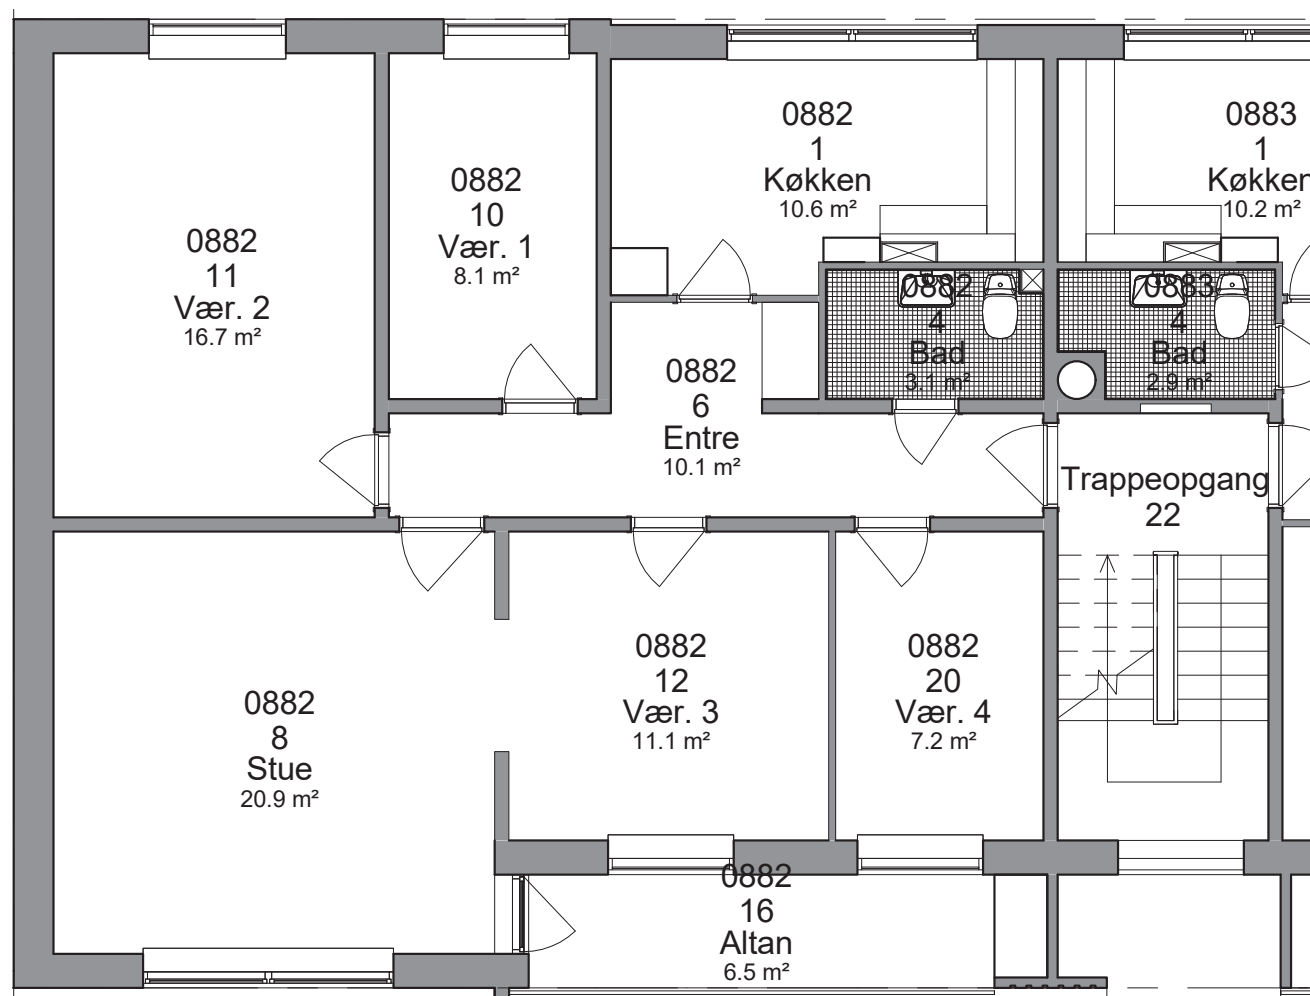 0882
11
Vær. 2
16.7 m²
0882
10
Vær. 1
8.1 m²
0882
1
Køkken
10.6 m²
0883
1
Køkken
10.2 m²
0882
4
Bad
3.1 m²
0883
4
Bad
2.9 m²
0882
6
Entre
10.1 m²
Trappeopgang
22
0882
8
Stue
20.9 m²
0882
12
Vær. 3
11.1 m²
0882
20
Vær. 4
7.2 m²
0882
16
Altan
6.5 m²